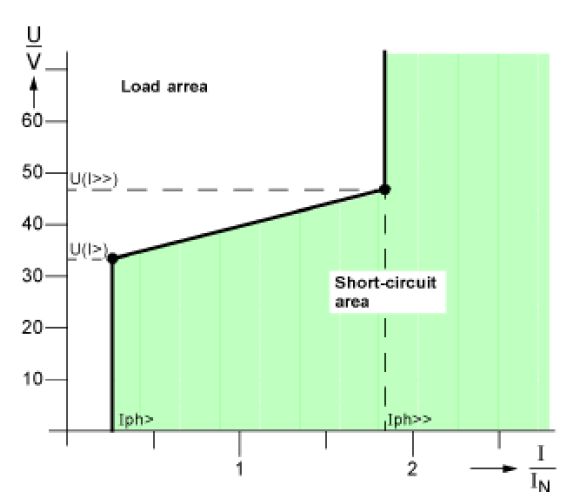 U
V
Load arrea
60
50
U(I>>)
40
U(I>)
30
Short-circuit
area
20
10
Iph>
Iph>>
1
2
I
I_N